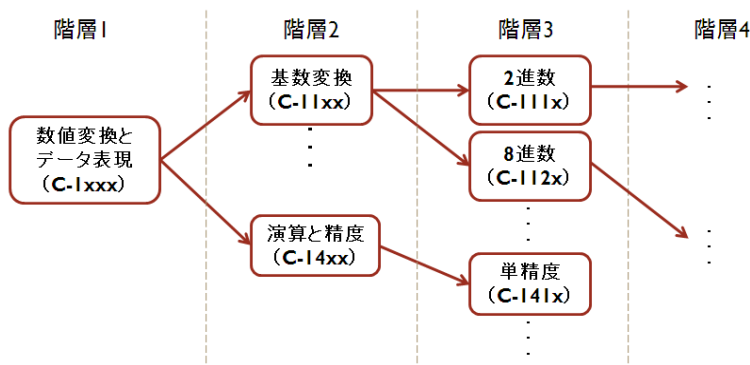 階層1
階層2
階層3
階層4
数値変換と
データ表現
（C-1xxx）
基数変換
（C-11xx）
演算と精度
（C-14xx）
2進数
（C-111x）
8進数
（C-112x）
単精度
（C-141x）